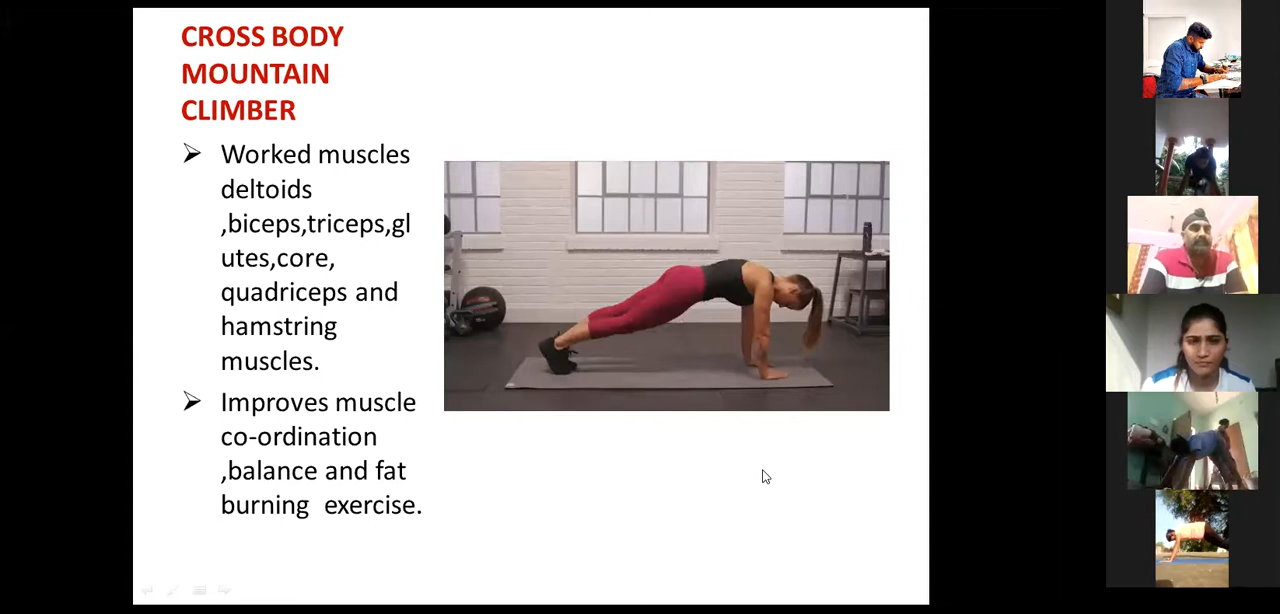 CROSS BODY
MOUNTAIN
CLIMBER
Worked muscles
deltoids
,biceps,triceps,gl
utes,core,
quadriceps and
hamstring
muscles.
Improves muscle
co-ordination
,balance and fat
burning  exercise.